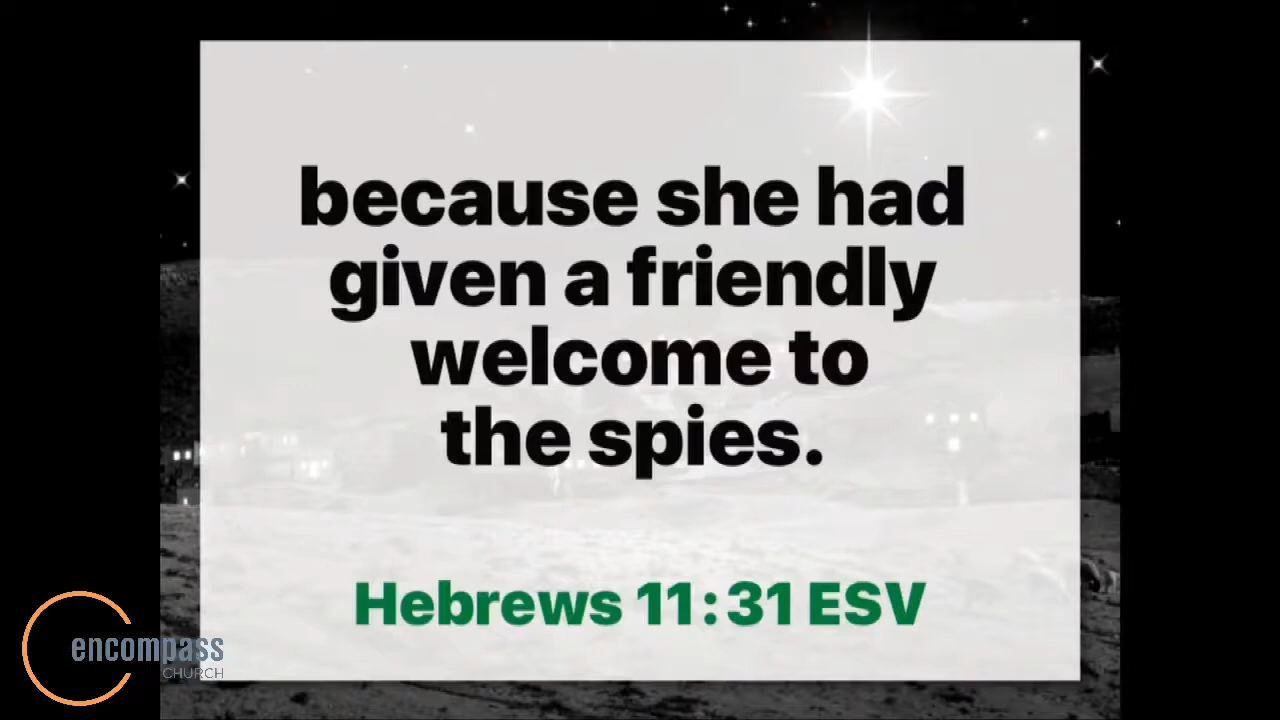 because she had
given a friendly
welcome to
the spies.
Hebrews 11:31 ESV
encompass
CHURCH